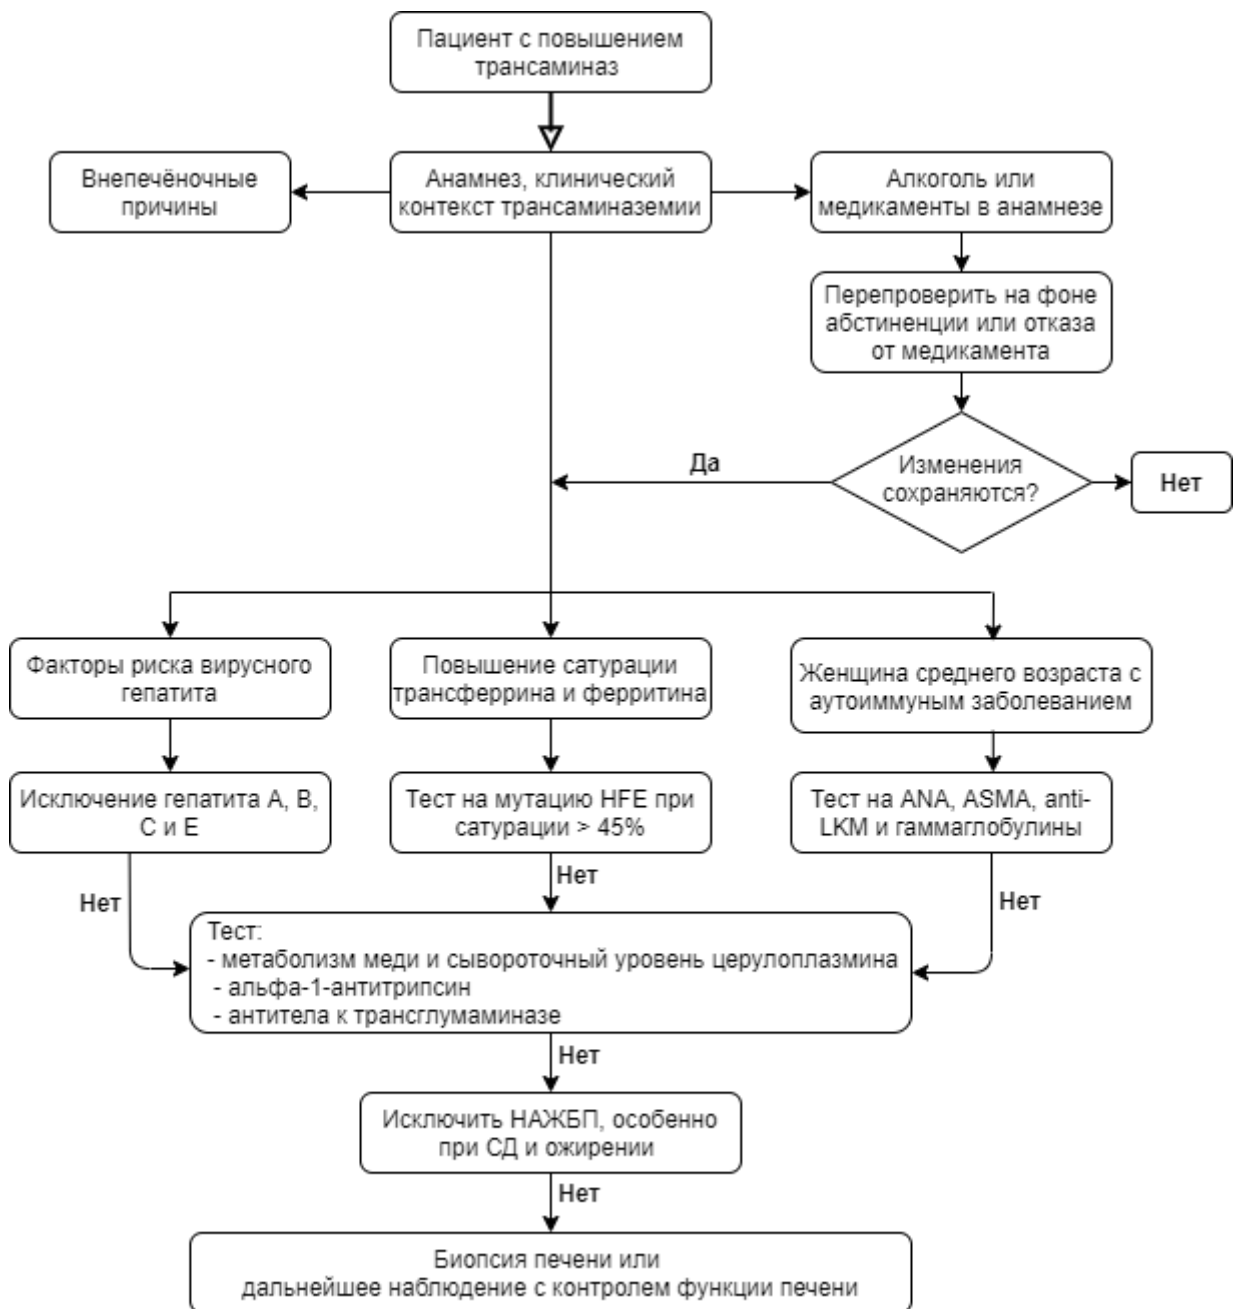 Пациент с повышением
трансаминаз
Внепечёночные
причины
Анамнез, клинический
контекст трансаминаземии
Алкоголь или
медикаменты в анамнезе
Перепроверить на фоне
абстиненции или отказа
от медикамента
Изменения
сохраняются?
Да
Нет
Факторы риска вирусного
гепатита
Повышение сатурации
трансферрина и ферритина
Женщина среднего возраста с
аутоиммуным заболеванием
Исключение гепатита A, B,
C и E
Тест на мутацию HFE при
сатурации > 45%
Тест на ANA, ASMA, anti-
LKM и гаммаглобулины
Нет
Нет
Нет
Тест:
- метаболизм меди и сывороточный уровень церулоплазмина
- альфа-1-антитрипсин
- антитела к трансглумаминазе
Нет
Исключить НАЖБП, особенно
при СД и ожирении
Нет
Биопсия печени или
дальнейшее наблюдение с контролем функции печени